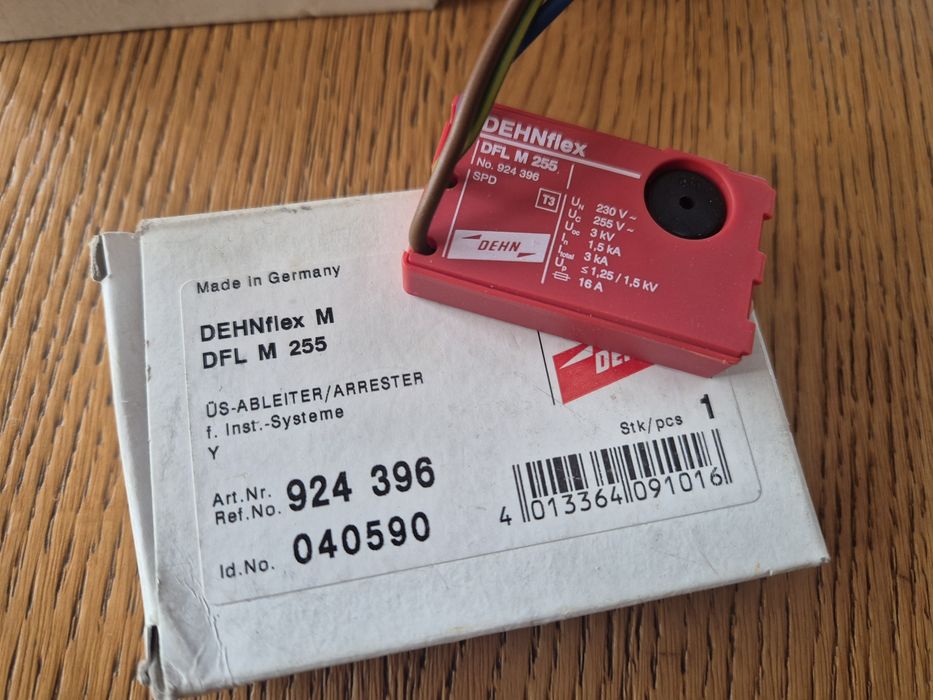 DEHNflex
DFL M 255
No. 924 396
SPD
T3
DEHN
UN 230 V ~
UC 255 V ~
Uoc 3 kV
In 1,5 kA
Itotal 3 kA
Up ≤ 1,25 / 1,5 kV
16 A
Made in Germany
DEHNflex M
DFL M 255
ÜS-ABLEITER/ARRESTER
f. Inst.-Systeme
Y
Art.Nr.
Ref.No. 924 396
Id.No. 040590
Stk/pcs 1
4 013364 091016